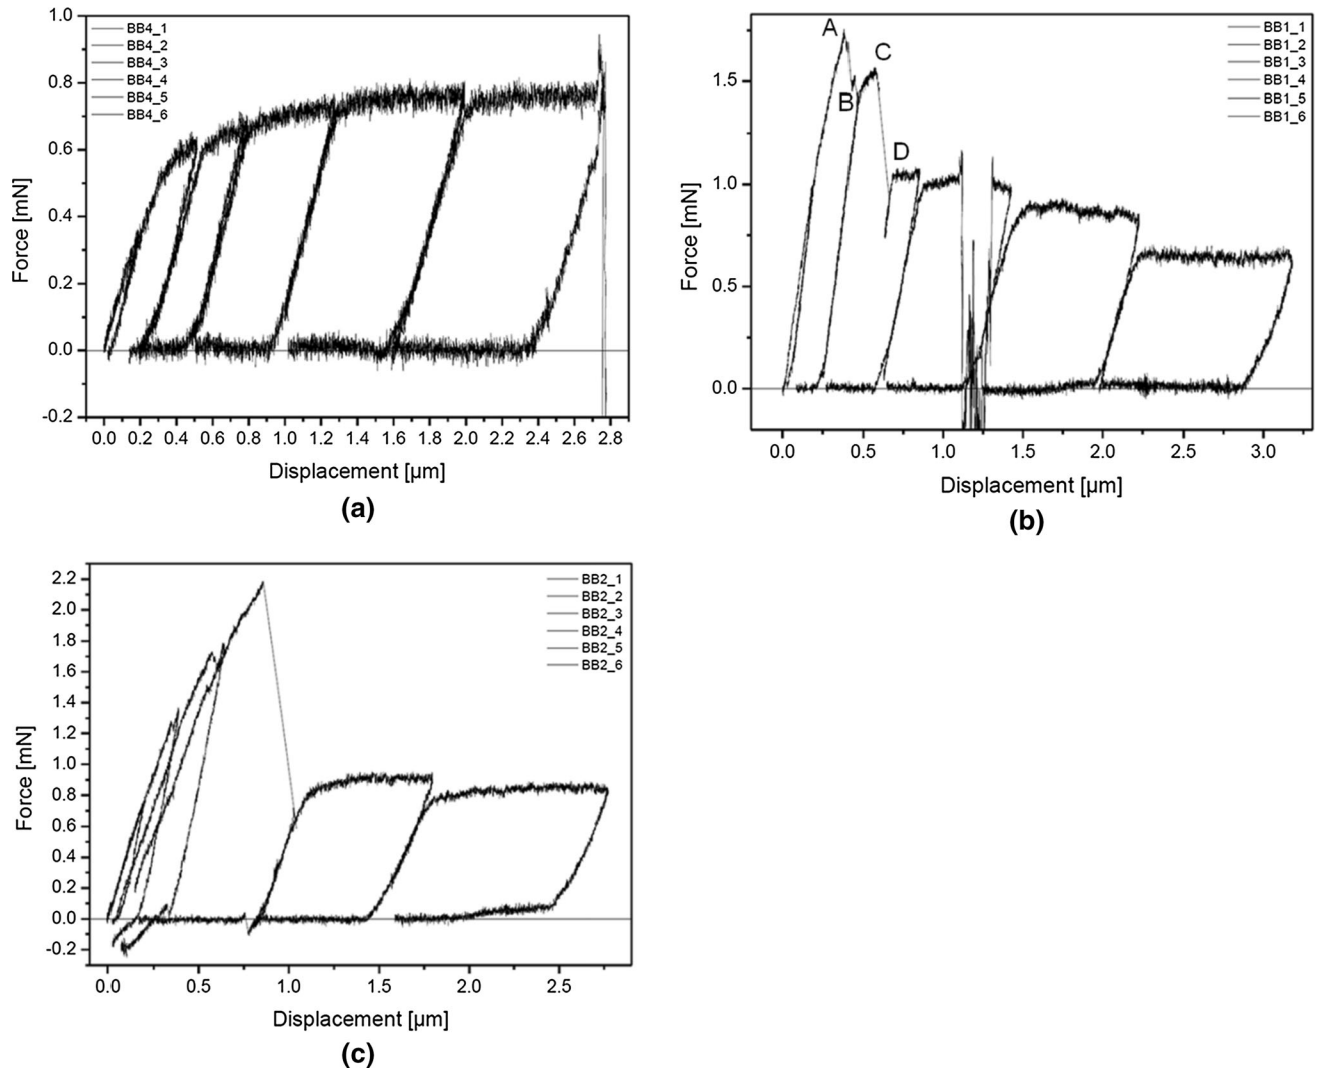 1.0
0.8
0.6
0.4
0.2
0.0
-0.2
Force [mN]
BB4_1
BB4_2
BB4_3
BB4_4
BB4_5
BB4_6
0.0 0.2 0.4 0.6 0.8 1.0 1.2 1.4 1.6 1.8 2.0 2.2 2.4 2.6 2.8
Displacement [µm]
(a)
1.5
1.0
0.5
0.0
Force [mN]
A
B
C
D
BB1_1
BB1_2
BB1_3
BB1_4
BB1_5
BB1_6
0.0 0.5 1.0 1.5 2.0 2.5 3.0
Displacement [µm]
(b)
2.2
2.0
1.8
1.6
1.4
1.2
1.0
0.8
0.6
0.4
0.2
0.0
-0.2
Force [mN]
BB2_1
BB2_2
BB2_3
BB2_4
BB2_5
BB2_6
0.0 0.5 1.0 1.5 2.0 2.5
Displacement [µm]
(c)